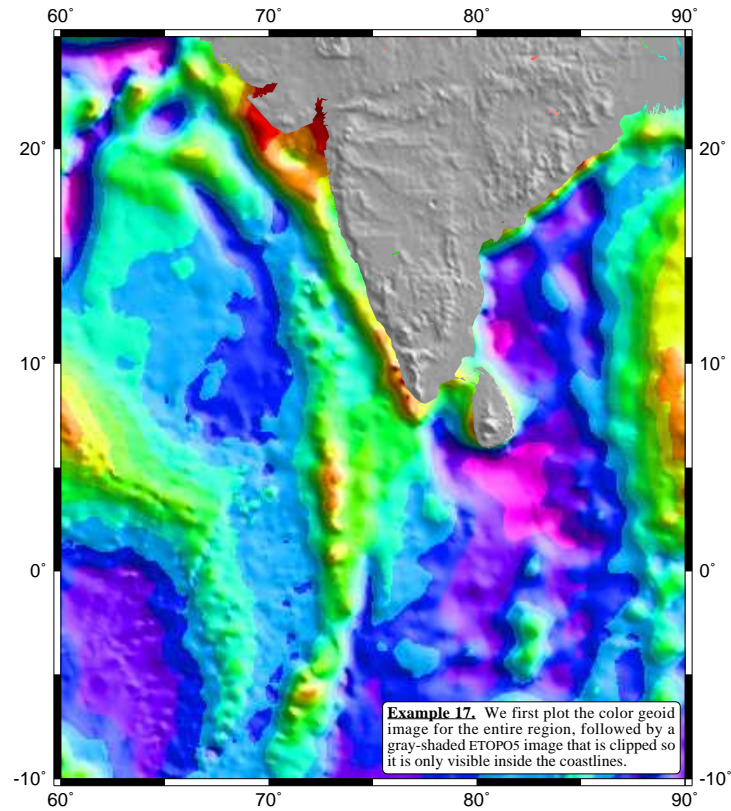 60˚ 70˚ 80˚ 90˚
20˚ 20˚
10˚ 10˚
0˚ 0˚
-10˚ -10˚
60˚ 70˚ 80˚ 90˚
Example 17. We first plot the color geoid
image for the entire region, followed by a
gray-shaded ETOPO5 image that is clipped so
it is only visible inside the coastlines.